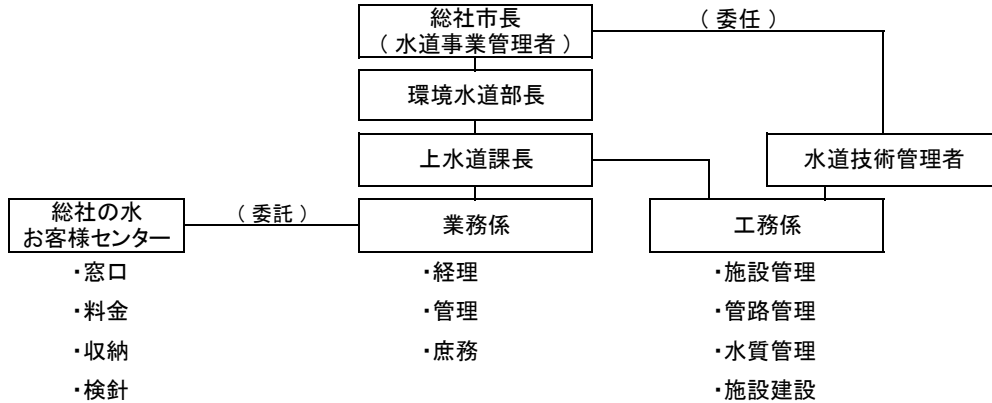 総社市長
（水道事業管理者）
（委任）
環境水道部長
上水道課長
水道技術管理者
総社の水
お客様センター
（委託）
業務係
工務係
・窓口
・料金
・収納
・検針
・経理
・管理
・庶務
・施設管理
・管路管理
・水質管理
・施設建設